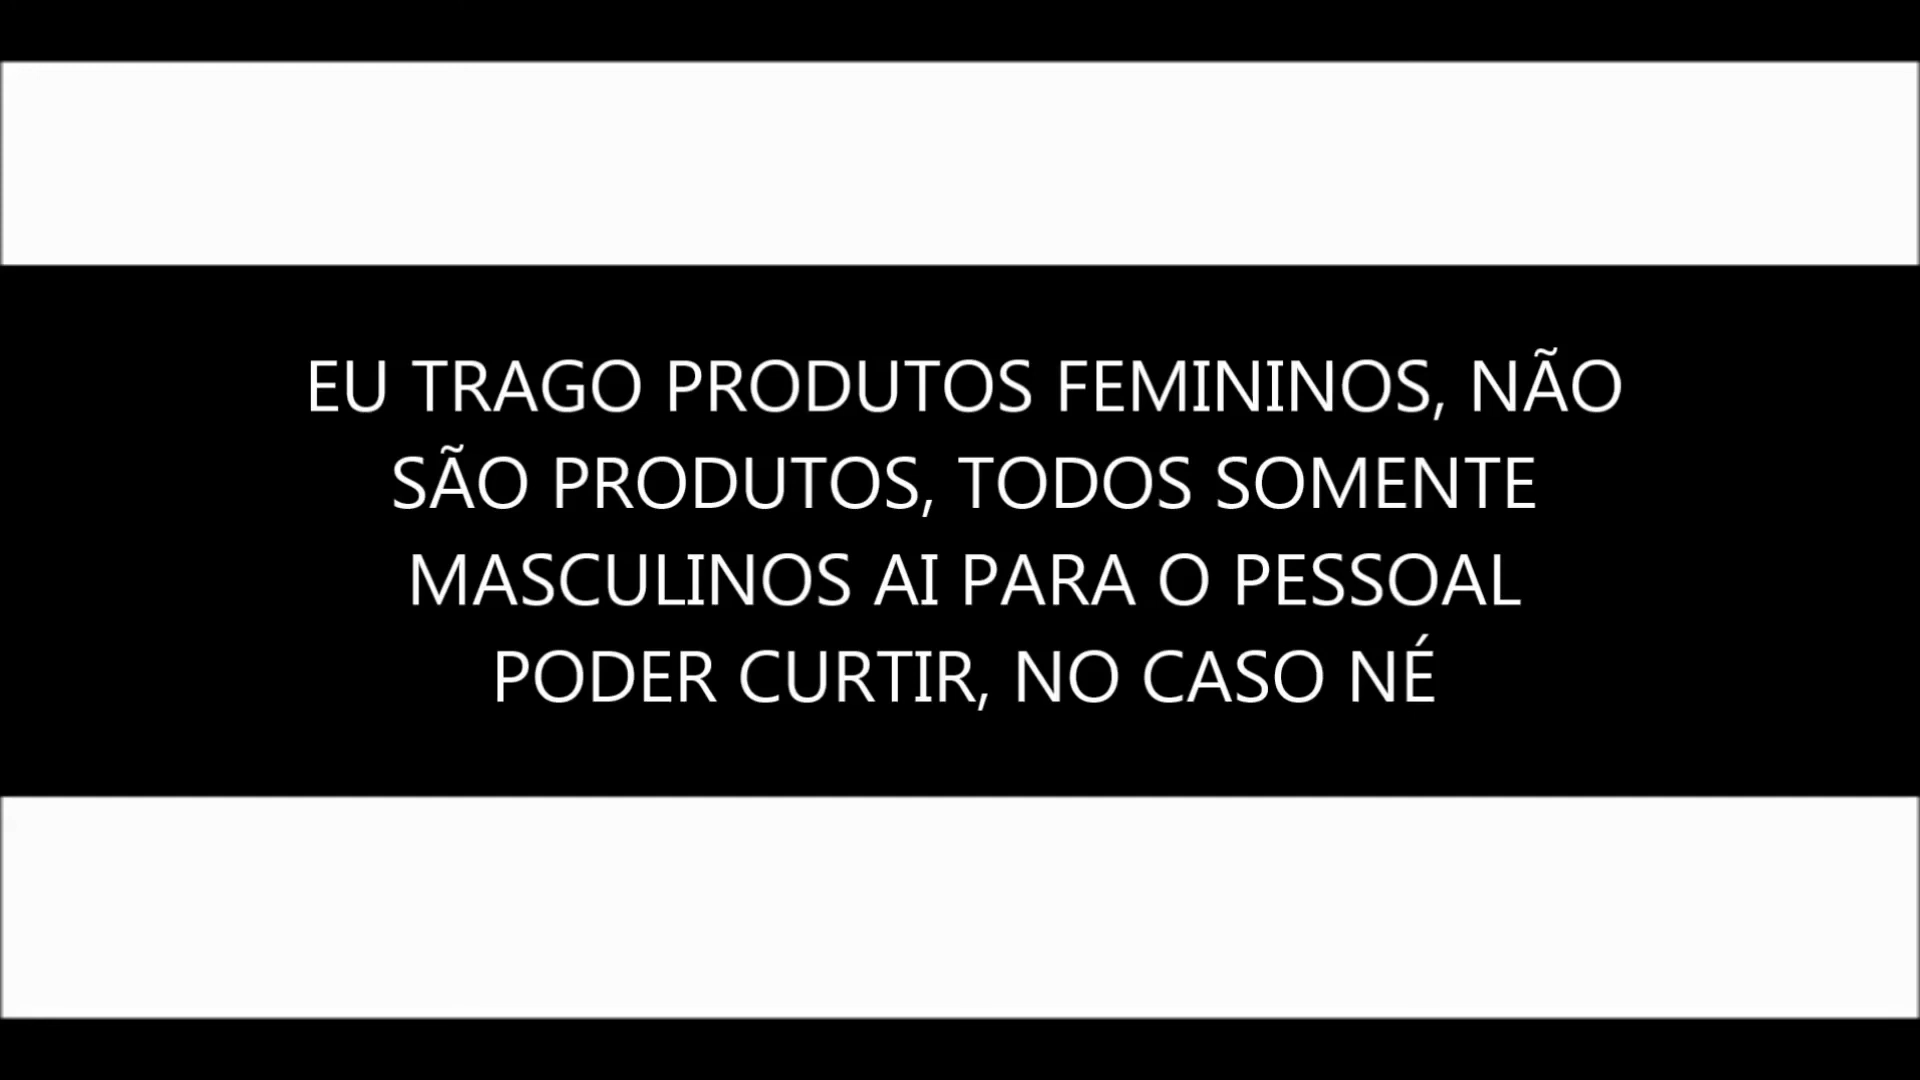 EU TRAGO PRODUTOS FEMININOS, NÃO
SÃO PRODUTOS, TODOS SOMENTE
MASCULINOS AI PARA O PESSOAL
PODER CURTIR, NO CASO NÉ